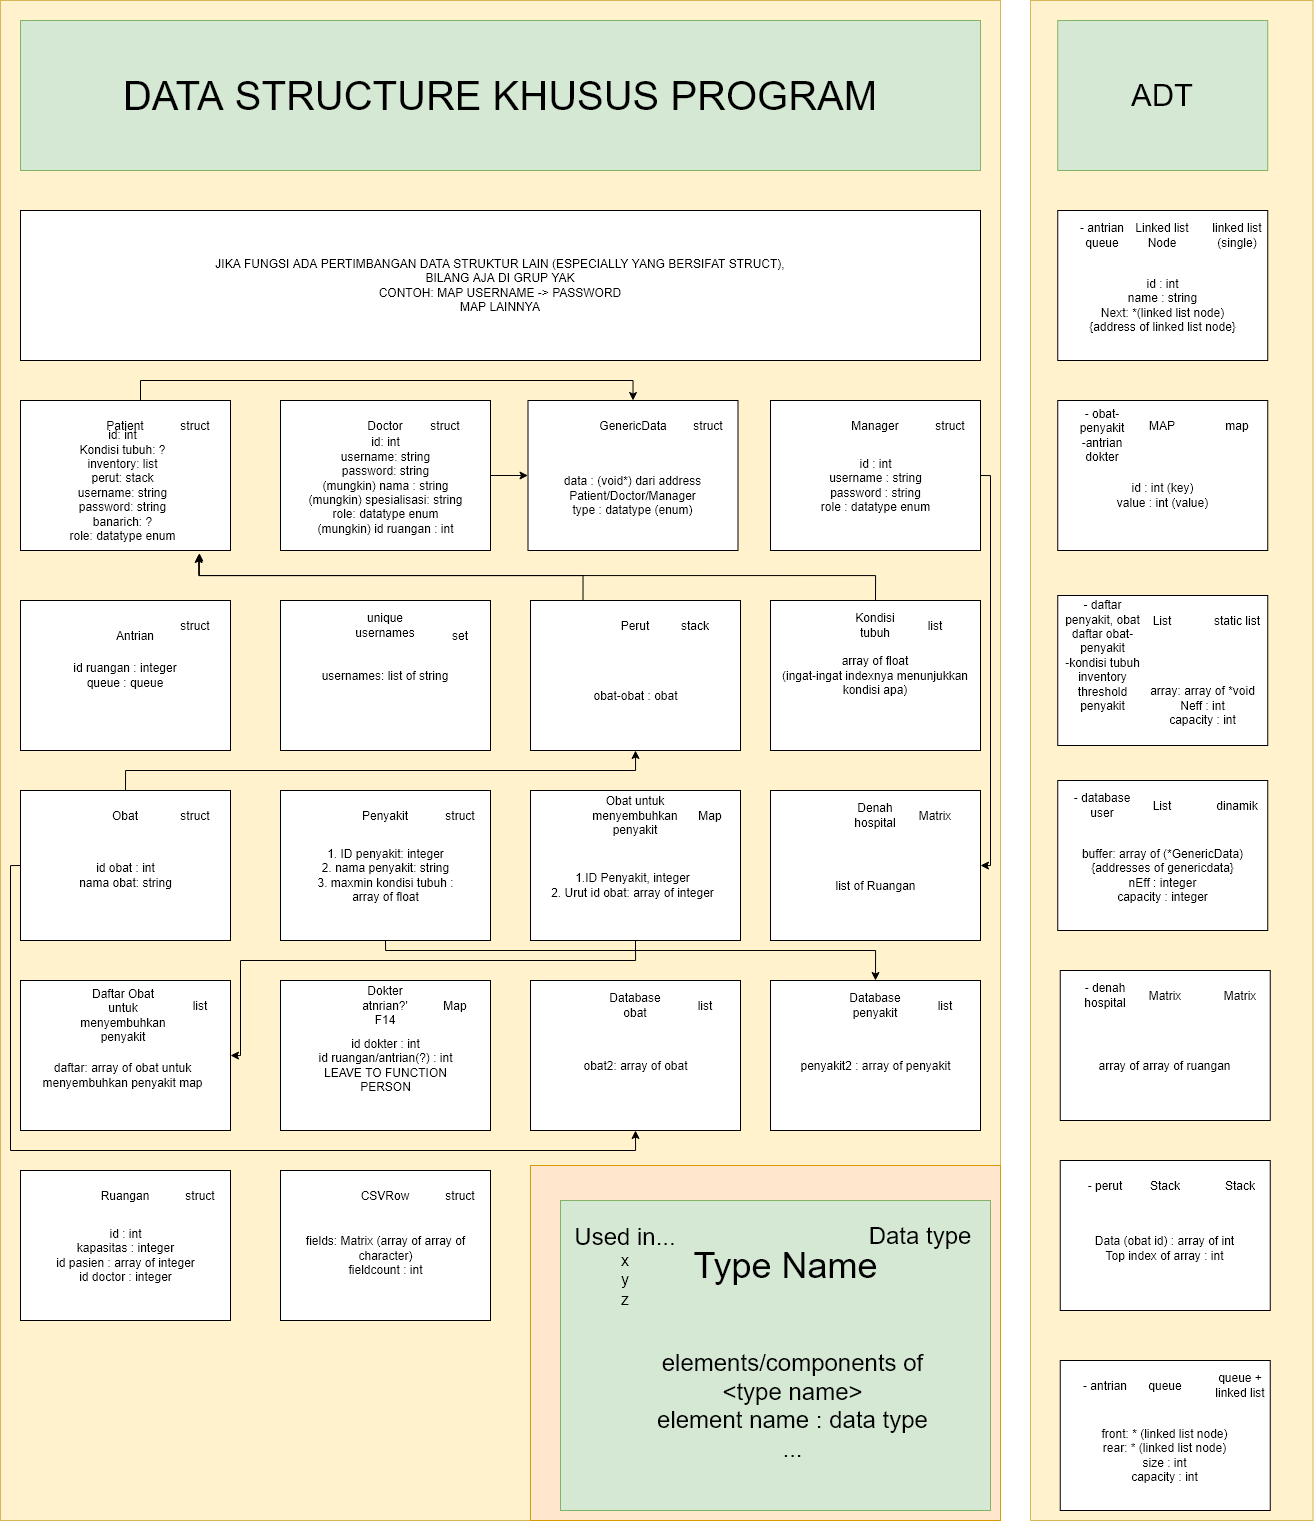 DATA STRUCTURE KHUSUS PROGRAM
JIKA FUNGSI ADA PERTIMBANGAN DATA STRUKTUR LAIN (ESPECIALLY YANG BERSIFAT STRUCT),
BILANG AJA DI GRUP YAK
CONTOH: MAP USERNAME -> PASSWORD
MAP LAINNYA
Patient
struct
id: int
Kondisi tubuh: ?
inventory: list
perut: stack
username: string
password: string
banarich: ?
role: datatype enum
Doctor
struct
id: int
username: string
password: string
(mungkin) nama : string
(mungkin) spesialisasi: string
role: datatype enum
(mungkin) id ruangan : int
GenericData
struct
data : (void*) dari address
Patient/Doctor/Manager
type : datatype (enum)
Manager
struct
id : int
username : string
password : string
role : datatype enum
Antrian
struct
id ruangan : integer
queue : queue
unique
usernames
set
usernames: list of string
Perut
stack
obat-obat : obat
Kondisi
tubuh
list
array of float
(ingat-ingat indexnya menunjukkan
kondisi apa)
Obat
struct
id obat : int
nama obat: string
Penyakit
struct
1. ID penyakit: integer
2. nama penyakit: string
3. maxmin kondisi tubuh :
array of float
Obat untuk
menyembuhkan
penyakit
Map
1.ID Penyakit, integer
2. Urut id obat: array of integer
Denah
hospital
Matrix
list of Ruangan
Daftar Obat
untuk
menyembuhkan
penyakit
list
daftar: array of obat untuk
menyembuhkan penyakit map
Dokter
atnrian?'
F14
Map
id dokter : int
id ruangan/antrian(?) : int
LEAVE TO FUNCTION
PERSON
Database
obat
list
obat2: array of obat
Database
penyakit
list
penyakit2 : array of penyakit
Ruangan
struct
id : int
kapasitas : integer
id pasien : array of integer
id doctor : integer
CSVRow
struct
fields: Matrix (array of array of
character)
fieldcount : int
Used in...
x
y
z
Type Name
Data type
elements/components of
<type name>
element name : data type
...
ADT
- antrian
queue
Linked list
Node
linked list
(single)
id : int
name : string
Next: *(linked list node)
{address of linked list node}
- obat-
penyakit
-antrian
dokter
MAP
map
id : int (key)
value : int (value)
- daftar
penyakit, obat
daftar obat-
penyakit
-kondisi tubuh
inventory
threshold
penyakit
List
static list
array: array of *void
Neff : int
capacity : int
- database
user
List
dinamik
buffer: array of (*GenericData)
{addresses of genericdata}
nEff : integer
capacity : integer
- denah
hospital
Matrix
Matrix
array of array of ruangan
- perut
Stack
Stack
Data (obat id) : array of int
Top index of array : int
- antrian
queue
queue +
linked list
front: * (linked list node)
rear: * (linked list node)
size : int
capacity : int